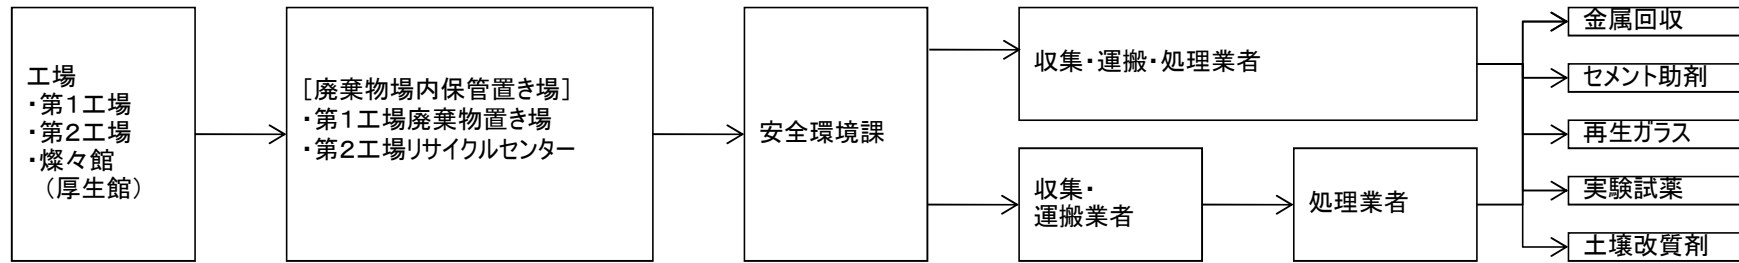 工場
・第1工場
・第2工場
・燦々館
（厚生館）
[廃棄物場内保管置き場]
・第1工場廃棄物置き場
・第2工場リサイクルセンター
安全環境課
収集・運搬・処理業者
収集・
運搬業者
処理業者
金属回収
セメント助剤
再生ガラス
実験試薬
土壌改質剤